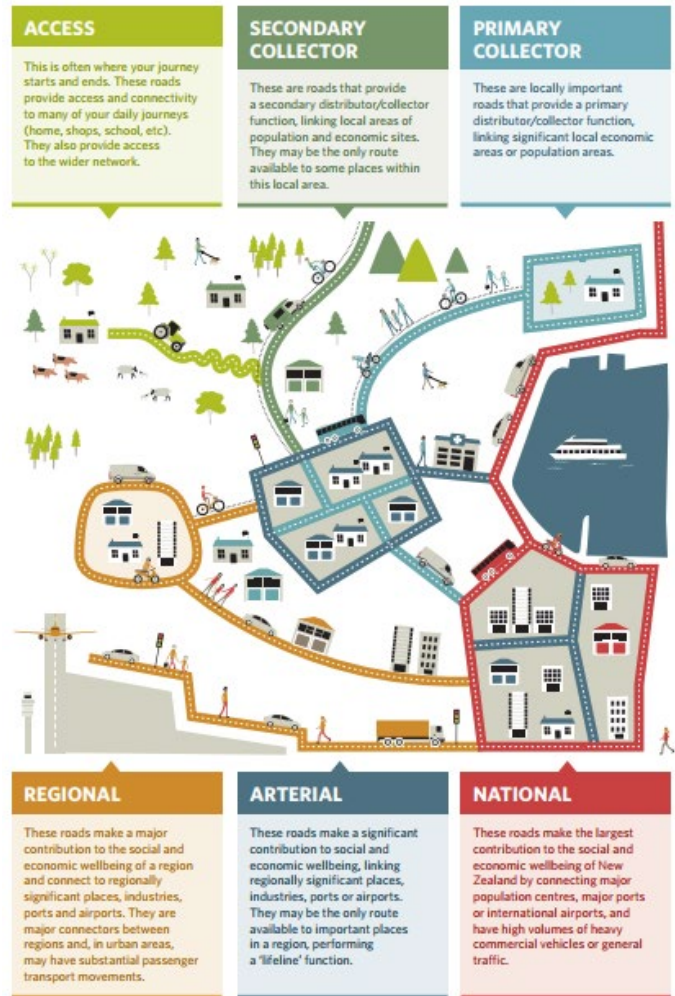 ACCESS
This is often where your journey
starts and ends. These roads
provide access and connectivity
to many of your daily journeys
(home, shops, school, etc).
They also provide access
to the wider network.
SECONDARY
COLLECTOR
These are roads that provide
a secondary distributor/collector
function, linking local areas of
population and economic sites.
They may be the only route
available to some places within
this local area.
PRIMARY
COLLECTOR
These are locally important
roads that provide a primary
distributor/collector function,
linking significant local economic
areas or population areas.
REGIONAL
These roads make a major
contribution to the social and
economic wellbeing of a region
and connect to regionally
significant places, industries,
ports and airports. They are
major connectors between
regions and, in urban areas,
may have substantial passenger
transport movements.
ARTERIAL
These roads make a significant
contribution to social and
economic wellbeing, linking
regionally significant places,
industries, ports or airports.
They may be the only route
available to important places
in a region, performing
a 'lifeline' function.
NATIONAL
These roads make the largest
contribution to the social and
economic wellbeing of New
Zealand by connecting major
population centres, major ports
or international airports, and
have high volumes of heavy
commercial vehicles or general
traffic.